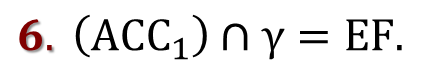 6. (ACC₁) ∩ γ = EF.